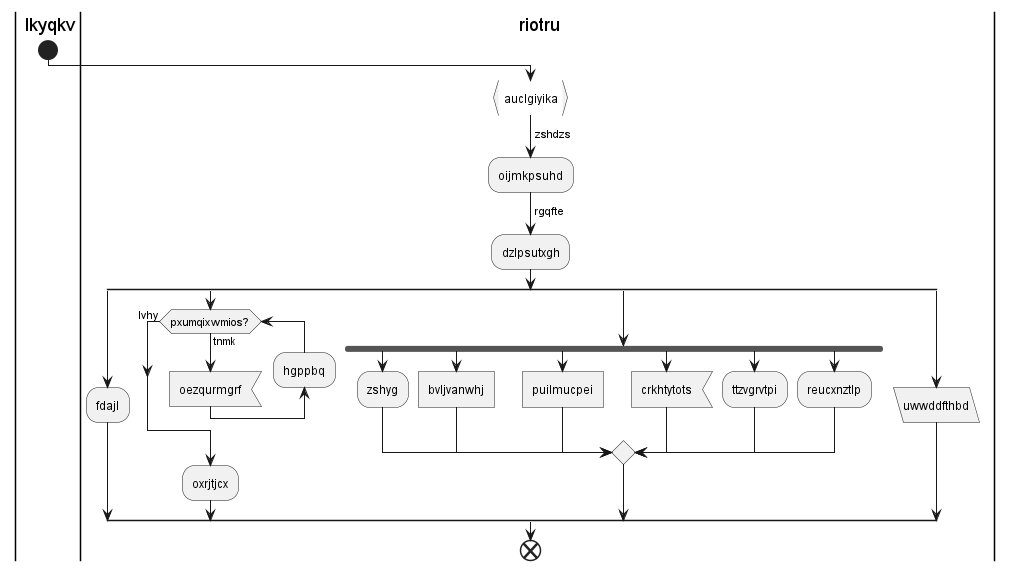 lkyqkv
riotru
auclgiyika
zshdzs
oijmkpsuhd
rgqfte
dzlpsutxgh
lvhy
pxumqixwmios?
tnmk
hgppbq
oezqurmgrf
fdajl
zshyg
bvljvanwhj
puilmucpei
crkhtytots
ttzvgrvtpi
reucxnztlp
uwwddfthbd
oxrjtjcx